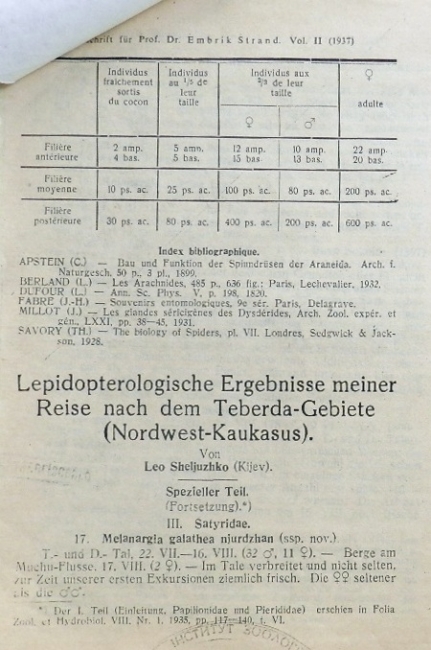 schrift für Prof. Dr. Embrik Strand. Vol. II (1937)
Individus fraichement sortis du cocon | Individus au ¹/₃ de leur taille | Individus aux ²/₃ de leur taille | ♀ adulte
♀ | ♂
Filière antérieure | 2 amp. 4 bas. | 5 amp. 5 bas. | 12 amp. 15 bas. | 10 amp. 13 bas. | 22 amp. 20 bas.
Filière moyenne | 10 ps. ac. | 25 ps. ac. | 100 ps. ac. | 80 ps. ac. | 200 ps. ac.
Filière postérieure | 30 ps. ac. | 80 ps. ac. | 400 ps. ac. | 200 ps. ac. | 600 ps. ac.
Index bibliographique.
APSTEIN (C.) — Bau und Funktion der Spinndrüsen der Araneida. Arch. f.
Naturgesch. 50 p., 3 pl., 1899.
BERLAND (L.) — Les Arachnides, 485 p., 636 fig.; Paris, Lechevalier, 1932.
DUFOUR (L.) — Ann. Sc. Phys. V, p. 198, 1820.
FABRE (J.-H.) — Souvenirs entomologiques, 9e sér. Paris, Delagrave.
MILLOT (J.) — Les glandes séricigènes des Dysdérides, Arch. Zool. expér. et
gén., LXXI, pp. 38—45, 1931.
SAVORY (TH.) — The biology of Spiders, pl. VII. Londres, Sedgwick & Jack-
son, 1928.
Lepidopterologische Ergebnisse meiner
Reise nach dem Teberda-Gebiete
(Nordwest-Kaukasus).
Von
Leo Sheljuzhko (Kijev).
Spezieller Teil.
(Fortsetzung).*)
III. Satyridae.
17. Melanargia galathea njurdzhan (ssp. nov.)
T.- und D.- Tal, 22. VII.—16. VIII. (32 ♂, 11 ♀). — Berge am
Muchu-Flusse, 17. VIII. (2 ♀). — Im Tale verbreitet und nicht selten,
zur Zeit unserer ersten Exkursionen ziemlich frisch. Die ♀♀ seltener
als die ♂♂.
* Der I. Teil (Einleitung, Papilionidae und Pierididae) erschien in Folia
Zool. et Hydrobiol. VIII. Nr. 1, 1935, pp. 117—140, t. VI.
ІНСТИТУТ ЗООЛОГ